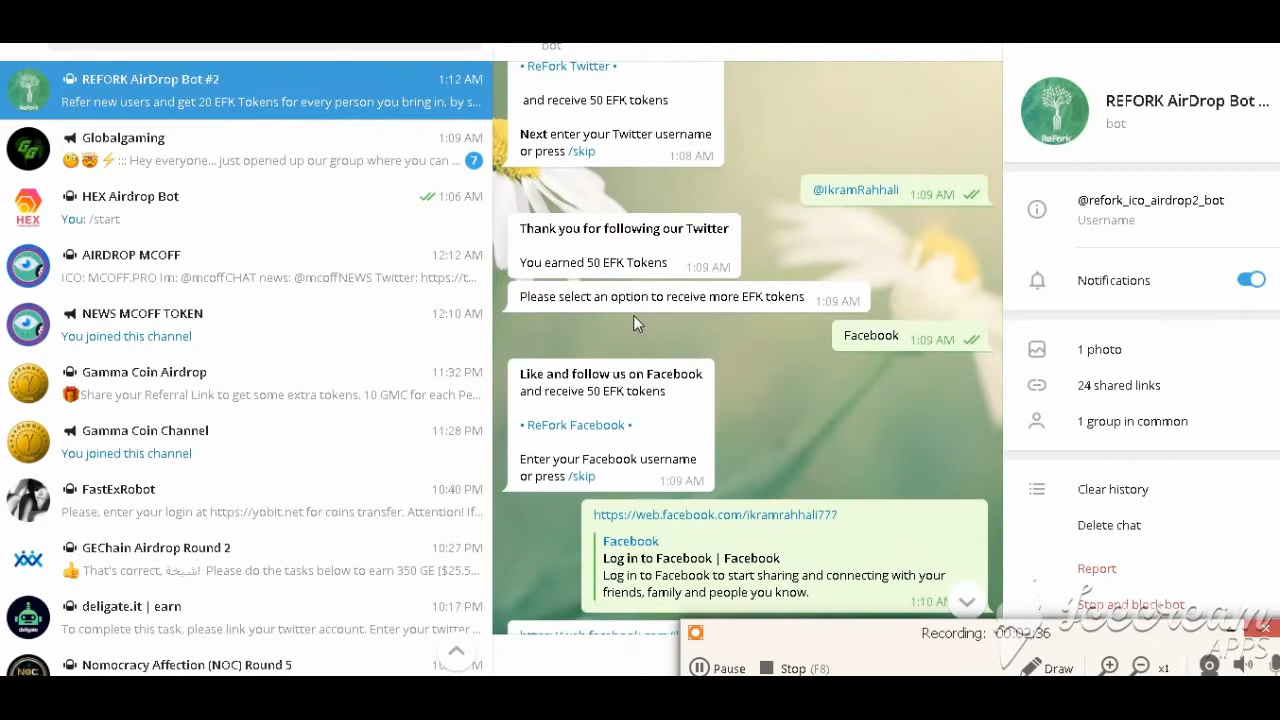 REFORK AirDrop Bot #2 1:12 AM
Refer new users and get 20 EFK Tokens for every person you bring in, by s...
Globalgaming 1:09 AM
::: Hey everyone... just opened up our group where you can ... 7
HEX Airdrop Bot 1:06 AM
HEX
You: /start
AIRDROP MCOFF 12:12 AM
ICO: MCOFF.PRO Im: @mcoffCHAT news: @mcoffNEWS Twitter: https://t...
NEWS MCOFF TOKEN 12:10 AM
You joined this channel
Gamma Coin Airdrop 11:32 PM
Share your Referral Link to get some extra tokens. 10 GMC for each Pe...
Gamma Coin Channel 11:28 PM
You joined this channel
FastExRobot 10:40 PM
Please, enter your login at https://yobit.net for coins transfer. Attention! If...
GEChain Airdrop Round 2 10:27 PM
That's correct, شيخة! Please do the tasks below to earn 350 GE [$25.5...
deligate.it | earn 10:17 PM
deligate
To complete this task, please link your twitter account. Enter your twitter...
Nomocracy Affection (NOC) Round 5
NOC
bot
• ReFork Twitter •
and receive 50 EFK tokens
Next enter your Twitter username
or press /skip
1:08 AM
@IkramRahhali 1:09 AM
Thank you for following our Twitter
You earned 50 EFK Tokens 1:09 AM
Please select an option to receive more EFK tokens 1:09 AM
Facebook 1:09 AM
Like and follow us on Facebook
and receive 50 EFK tokens
• ReFork Facebook •
Enter your Facebook username
or press /skip
1:09 AM
https://web.facebook.com/ikramrahhali777
Facebook
Log in to Facebook | Facebook
Log in to Facebook to start sharing and connecting with your
friends, family and people you know.
1:10 AM
REFORK AirDrop Bot ...
bot
ReFork
@refork_ico_airdrop2_bot
Username
Notifications
1 photo
24 shared links
1 group in common
Clear history
Delete chat
Report
Stop and block bot
Recording: 00:02:36
Pause Stop (F8) Draw x1
Icecream
APPS